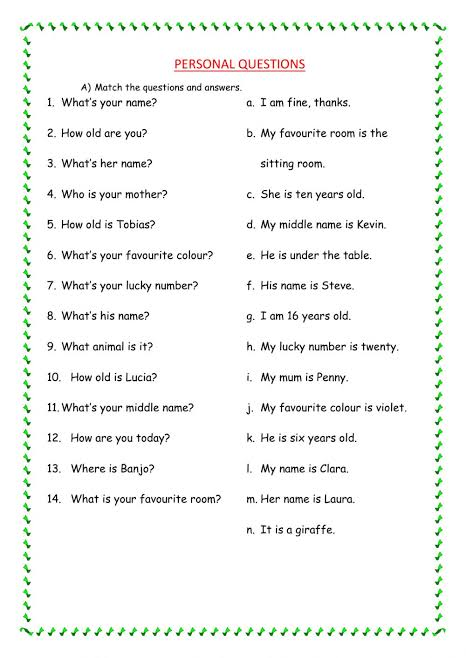 PERSONAL QUESTIONS
A) Match the questions and answers.
1. What's your name?
2. How old are you?
3. What's her name?
4. Who is your mother?
5. How old is Tobias?
6. What's your favourite colour?
7. What's your lucky number?
8. What's his name?
9. What animal is it?
10. How old is Lucia?
11. What's your middle name?
12. How are you today?
13. Where is Banjo?
14. What is your favourite room?
a. I am fine, thanks.
b. My favourite room is the
sitting room.
c. She is ten years old.
d. My middle name is Kevin.
e. He is under the table.
f. His name is Steve.
g. I am 16 years old.
h. My lucky number is twenty.
i. My mum is Penny.
j. My favourite colour is violet.
k. He is six years old.
l. My name is Clara.
m. Her name is Laura.
n. It is a giraffe.